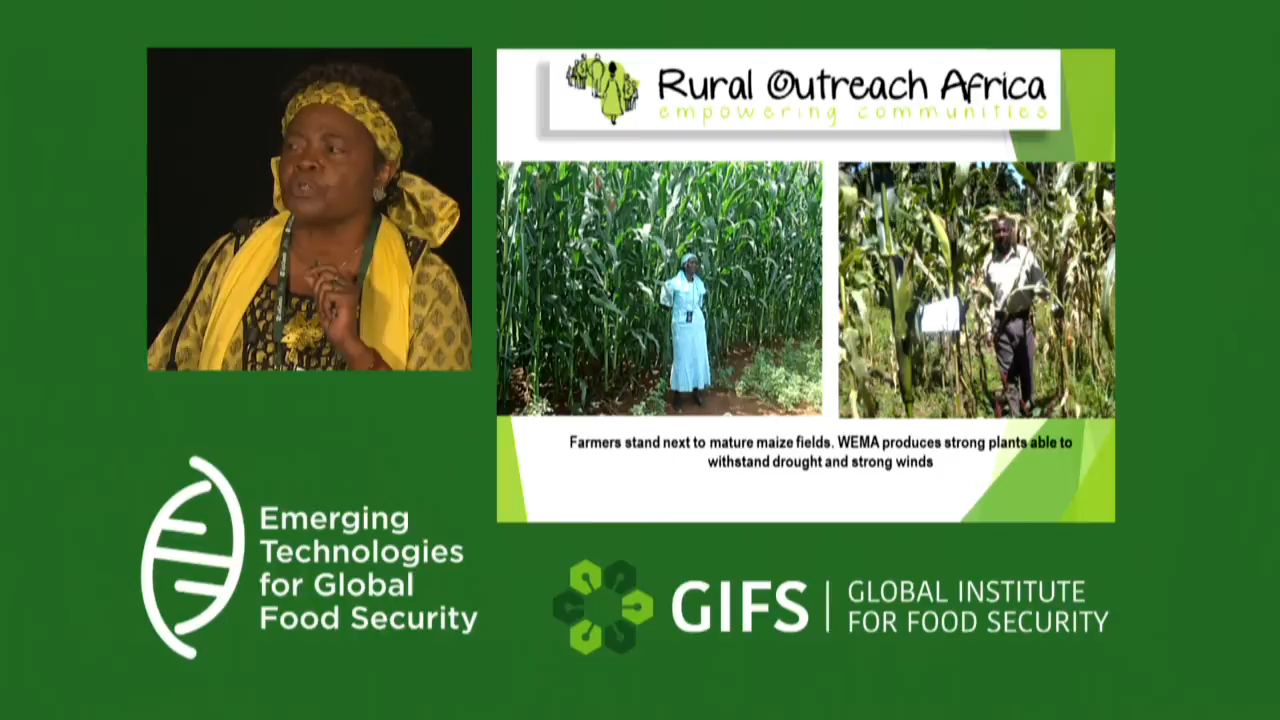 Rural Outreach Africa
empowering communities
Farmers stand next to mature maize fields. WEMA produces strong plants able to
withstand drought and strong winds
Emerging
Technologies
for Global
Food Security
GIFS
GLOBAL INSTITUTE
FOR FOOD SECURITY